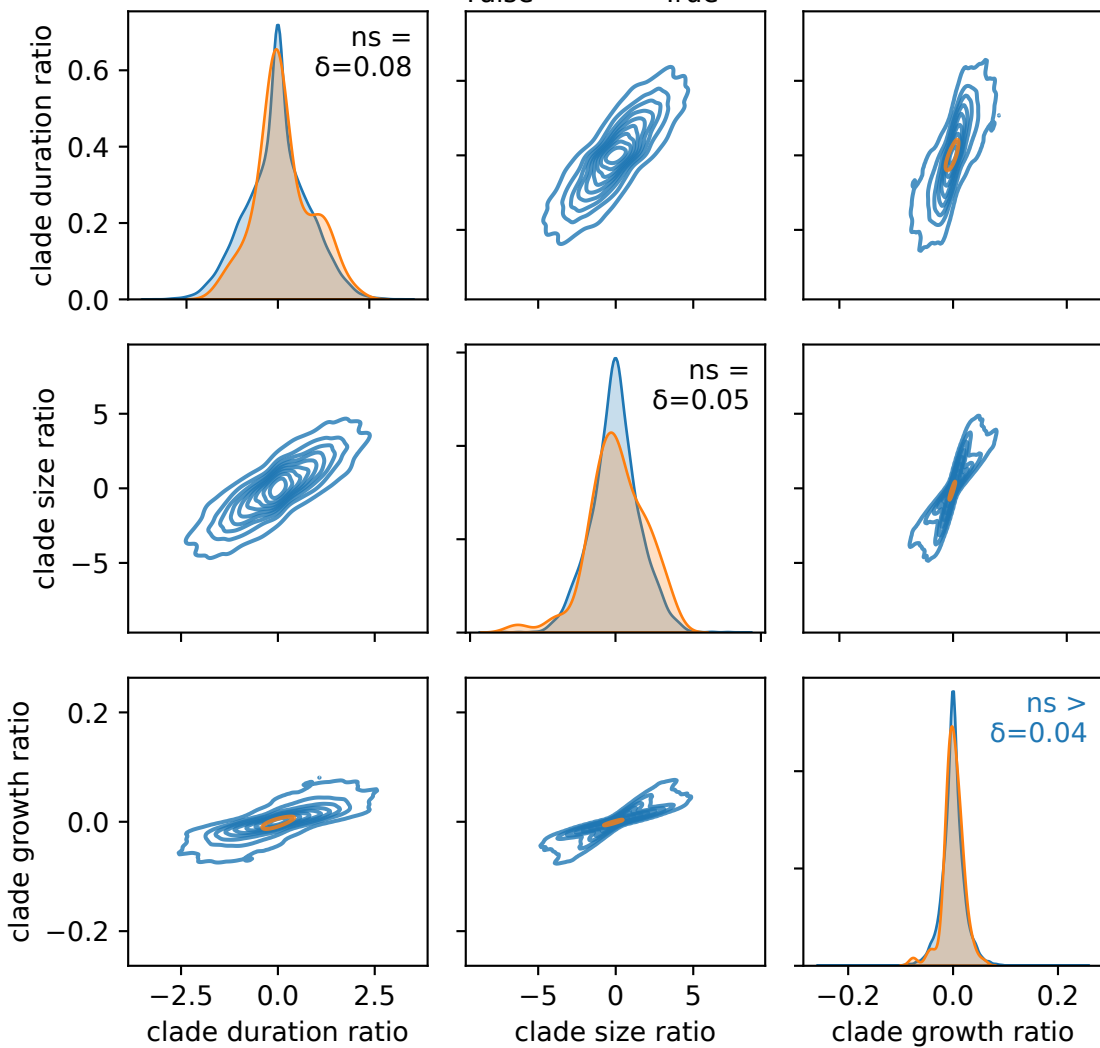 clade duration ratio
0.6
0.4
0.2
0.0
ns =
δ=0.08
clade size ratio
5
0
−5
ns =
δ=0.05
clade growth ratio
0.2
0.0
−0.2
ns >
δ=0.04
−2.5 0.0 2.5
−5 0 5
−0.2 0.0 0.2
clade duration ratio
clade size ratio
clade growth ratio